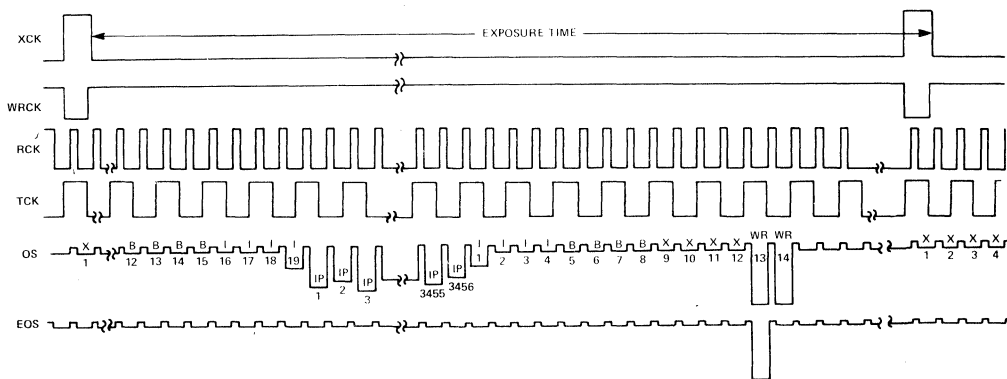 XCK
EXPOSURE TIME
WRCK
RCK
TCK
OS
X B B B B I I I I IP IP IP IP IP I I I I B B B B X X X X WR WR X X X X
1 12 13 14 15 16 17 18 19 1 2 3 3455 3456 1 2 3 4 5 6 7 8 9 10 11 12 13 14 1 2 3 4
EOS